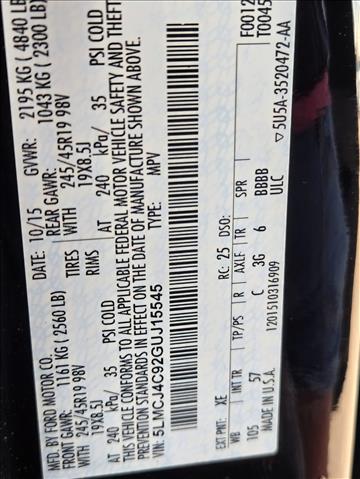 MFD. BY FORD MOTOR CO.
DATE: 10/15 GVWR: 2195 KG ( 4840 LB
FRONT GAWR: 1161 KG ( 2560 LB) REAR GAWR: 1043 KG ( 2300 LB)
WITH 245/45R19 98V TIRES WITH 245/45R19 98V
19X8.5J RIMS 19X8.5J
AT 240 kPa/ 35 PSI COLD AT 240 kPa/ 35 PSI COLD
THIS VEHICLE CONFORMS TO ALL APPLICABLE FEDERAL MOTOR VEHICLE SAFETY AND THEFT
PREVENTION STANDARDS IN EFFECT ON THE DATE OF MANUFACTURE SHOWN ABOVE.
VIN: 5LMCJ4C92GUJ15545 TYPE: MPV
F0012
T0045
EXT PNT: XE RC: 25 DSO:
WB MT TR TP/PS R AXLE TR SPR
105 57 C 3G 6 BBBB
ULC
1201510316909
5U5A-3520472-AA